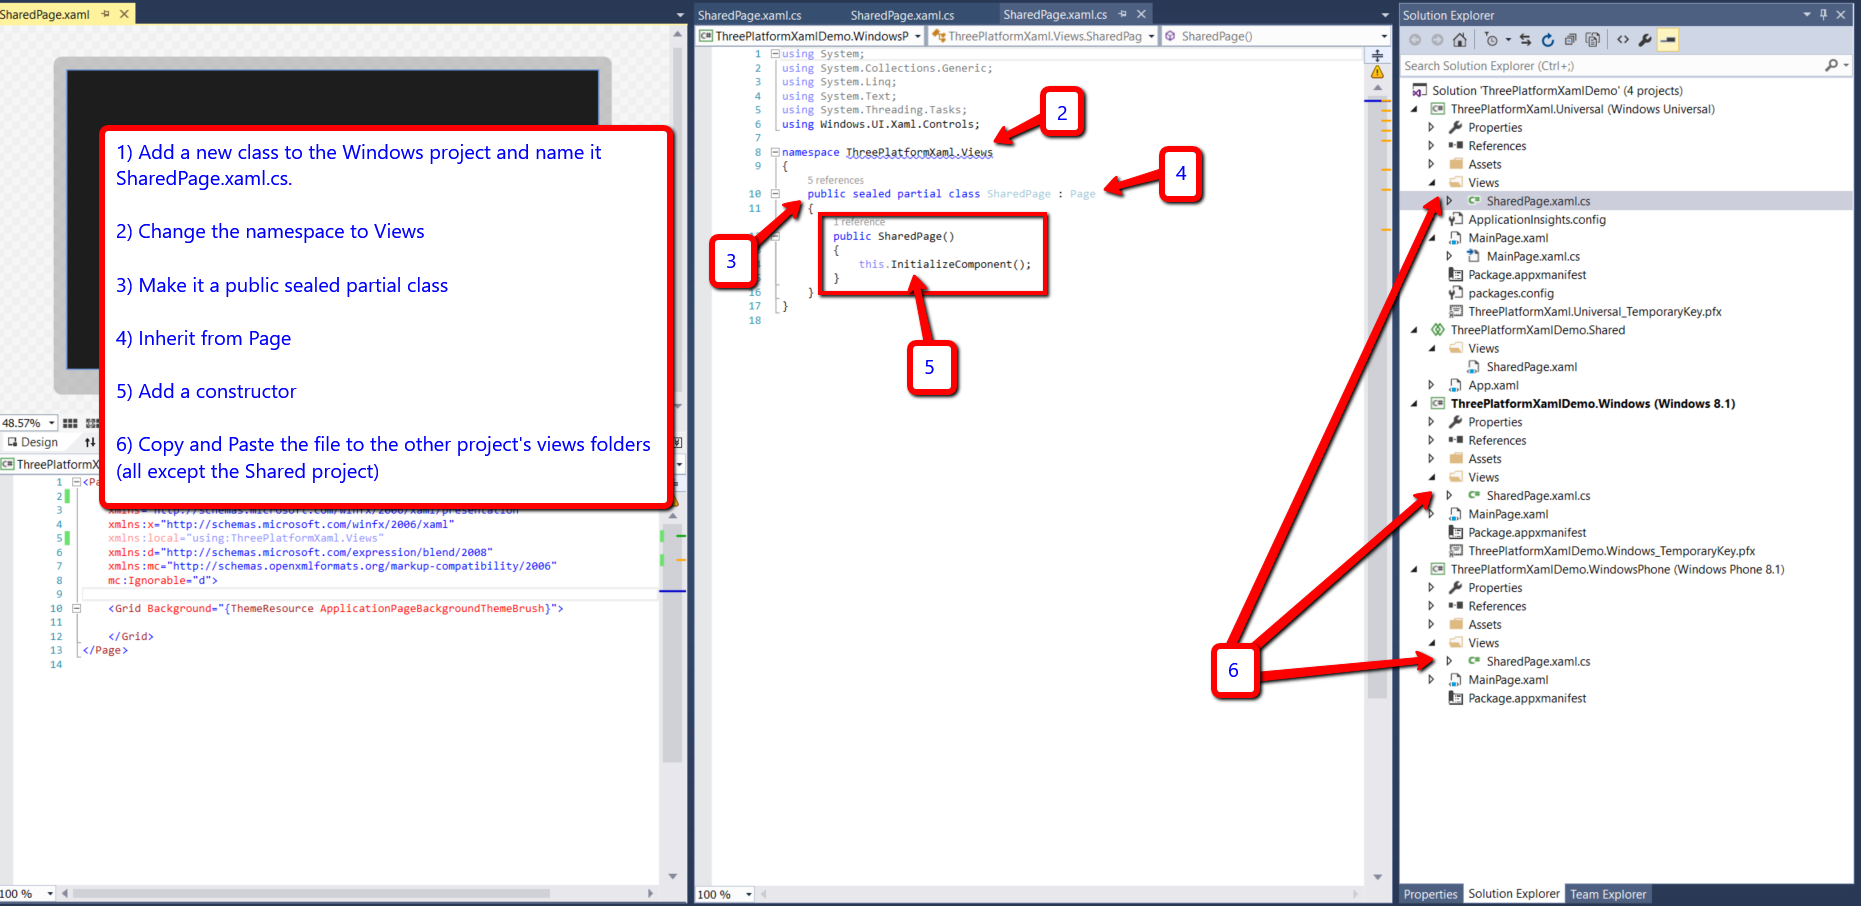 SharedPage.xaml
1) Add a new class to the Windows project and name it
SharedPage.xaml.cs.
2) Change the namespace to Views
3) Make it a public sealed partial class
4) Inherit from Page
5) Add a constructor
6) Copy and Paste the file to the other project's views folders
(all except the Shared project)
48.57%
Design
ThreePlatformX
1 <Pa
2
3 xmlns="http://schemas.microsoft.com/winfx/2006/xaml/presentation"
4 xmlns:x="http://schemas.microsoft.com/winfx/2006/xaml"
5 xmlns:local="using:ThreePlatformXaml.Views"
6 xmlns:d="http://schemas.microsoft.com/expression/blend/2008"
7 xmlns:mc="http://schemas.openxmlformats.org/markup-compatibility/2006"
8 mc:Ignorable="d">
9
10 <Grid Background="{ThemeResource ApplicationPageBackgroundThemeBrush}">
11
12 </Grid>
13 </Page>
14
100 %
SharedPage.xaml.cs SharedPage.xaml.cs SharedPage.xaml.cs
C# ThreePlatformXamlDemo.WindowsP ThreePlatformXaml.Views.SharedPag SharedPage()
1 using System;
2 using System.Collections.Generic;
3 using System.Linq;
4 using System.Text;
5 using System.Threading.Tasks;
6 using Windows.UI.Xaml.Controls;
7
8 namespace ThreePlatformXaml.Views
9 {
5 references
10 public sealed partial class SharedPage : Page
11 {
1 reference
public SharedPage()
{
this.InitializeComponent();
}
16 }
17 }
18
2
4
3
5
6
100 %
Solution Explorer
Search Solution Explorer (Ctrl+;)
Solution 'ThreePlatformXamlDemo' (4 projects)
ThreePlatformXaml.Universal (Windows Universal)
Properties
References
Assets
Views
SharedPage.xaml.cs
ApplicationInsights.config
MainPage.xaml
MainPage.xaml.cs
Package.appxmanifest
packages.config
ThreePlatformXaml.Universal_TemporaryKey.pfx
ThreePlatformXamlDemo.Shared
Views
SharedPage.xaml
App.xaml
ThreePlatformXamlDemo.Windows (Windows 8.1)
Properties
References
Assets
Views
SharedPage.xaml.cs
MainPage.xaml
Package.appxmanifest
ThreePlatformXamlDemo.Windows_TemporaryKey.pfx
ThreePlatformXamlDemo.WindowsPhone (Windows Phone 8.1)
Properties
References
Assets
Views
SharedPage.xaml.cs
MainPage.xaml
Package.appxmanifest
Properties Solution Explorer Team Explorer